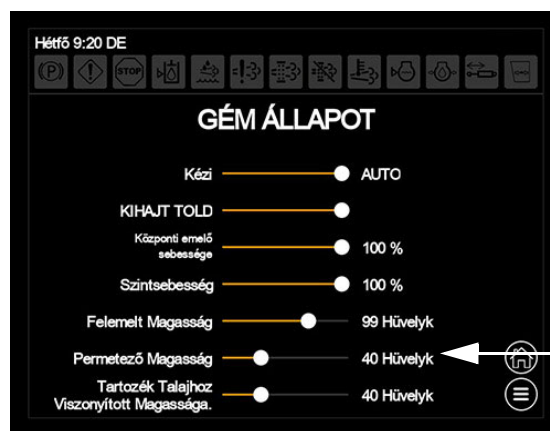 Hétfő 9:20 DE
STOP
GÉM ÁLLAPOT
Kézi AUTO
KIHAJT TOLD
Központi emelő
sebessége 100 %
Szintsebesség 100 %
Felemelt Magasság 99 Hüvelyk
Permetező Magasság 40 Hüvelyk
Tartozék Talajhoz
Viszonyított Magassága. 40 Hüvelyk